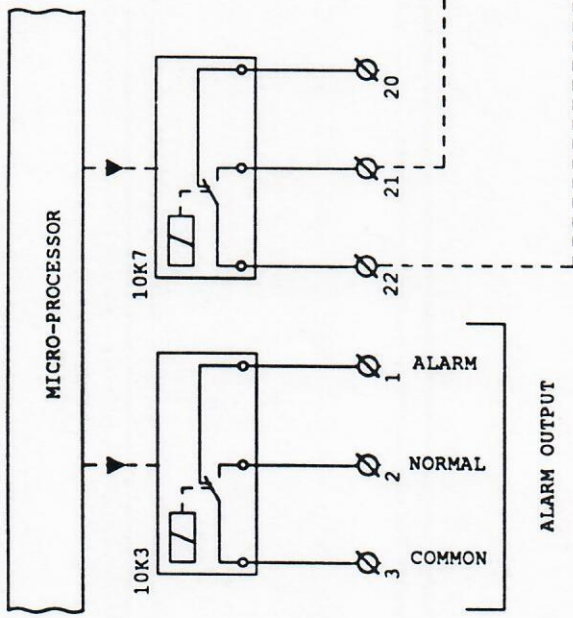 MICRO-PROCESSOR
10K7
20
21
22
10K3
1 ALARM
2 NORMAL
3 COMMON
ALARM OUTPUT